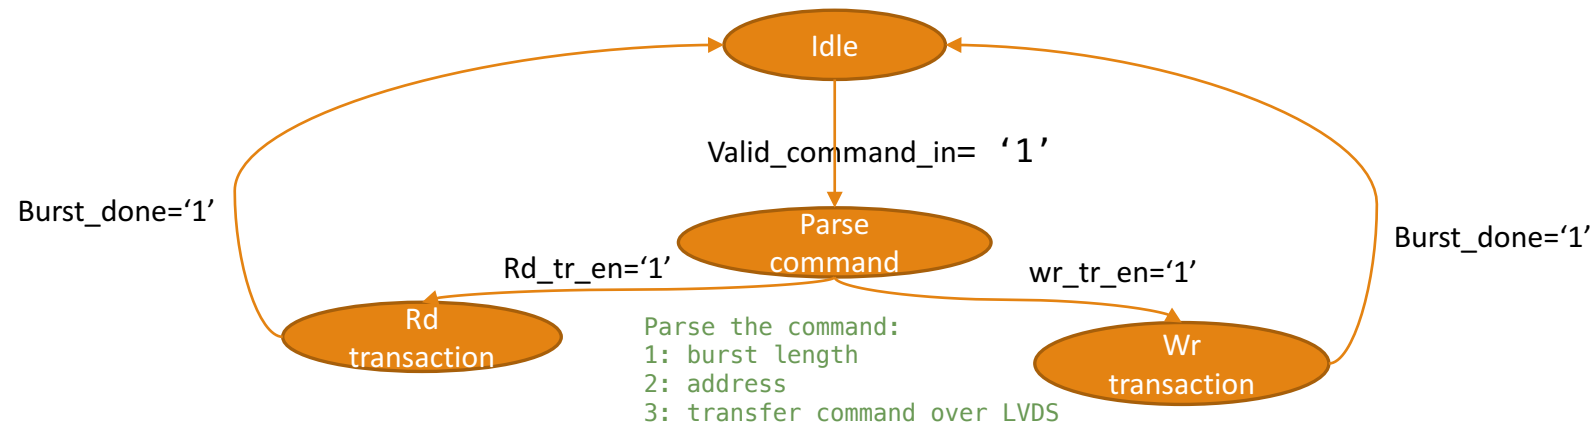 Idle
Valid_command_in= ‘1’
Burst_done=‘1’
Parse
command
Burst_done=‘1’
Rd_tr_en=‘1’
wr_tr_en=‘1’
Rd
transaction
Parse the command:
1: burst length
2: address
3: transfer command over LVDS
Wr
transaction